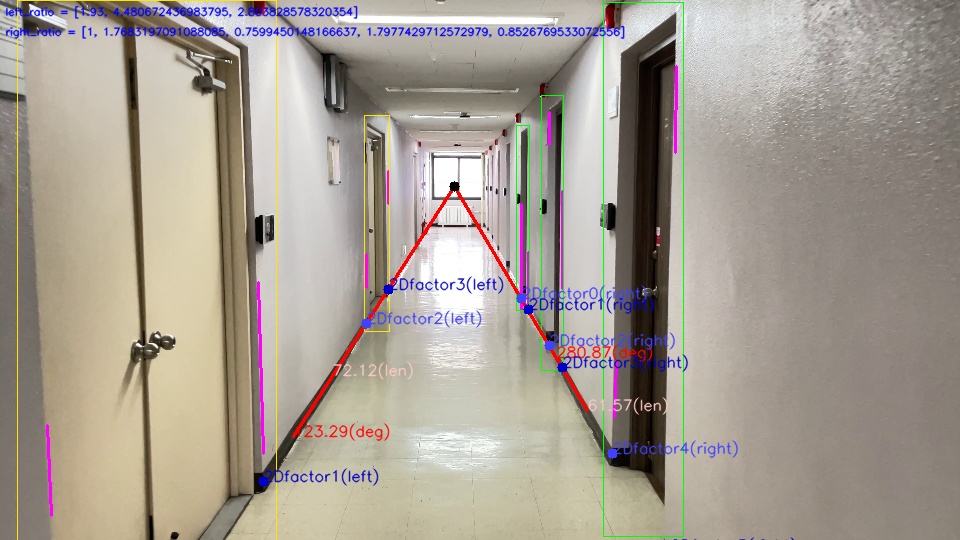 left_ratio = [1.93, 4.480672436983795, 2.893828578320354]
right_ratio = [1, 1.7683197091088085, 0.7599450148166637, 1.7977429712572979, 0.8526769533072556]
2Dfactor3(left)
2Dfactor0(right)
2Dfactor1(right)
2Dfactor2(left)
2Dfactor2(right)
280.87(deg)
2Dfactor3(right)
72.12(len)
61.57(len)
23.29(deg)
2Dfactor4(right)
2Dfactor1(left)